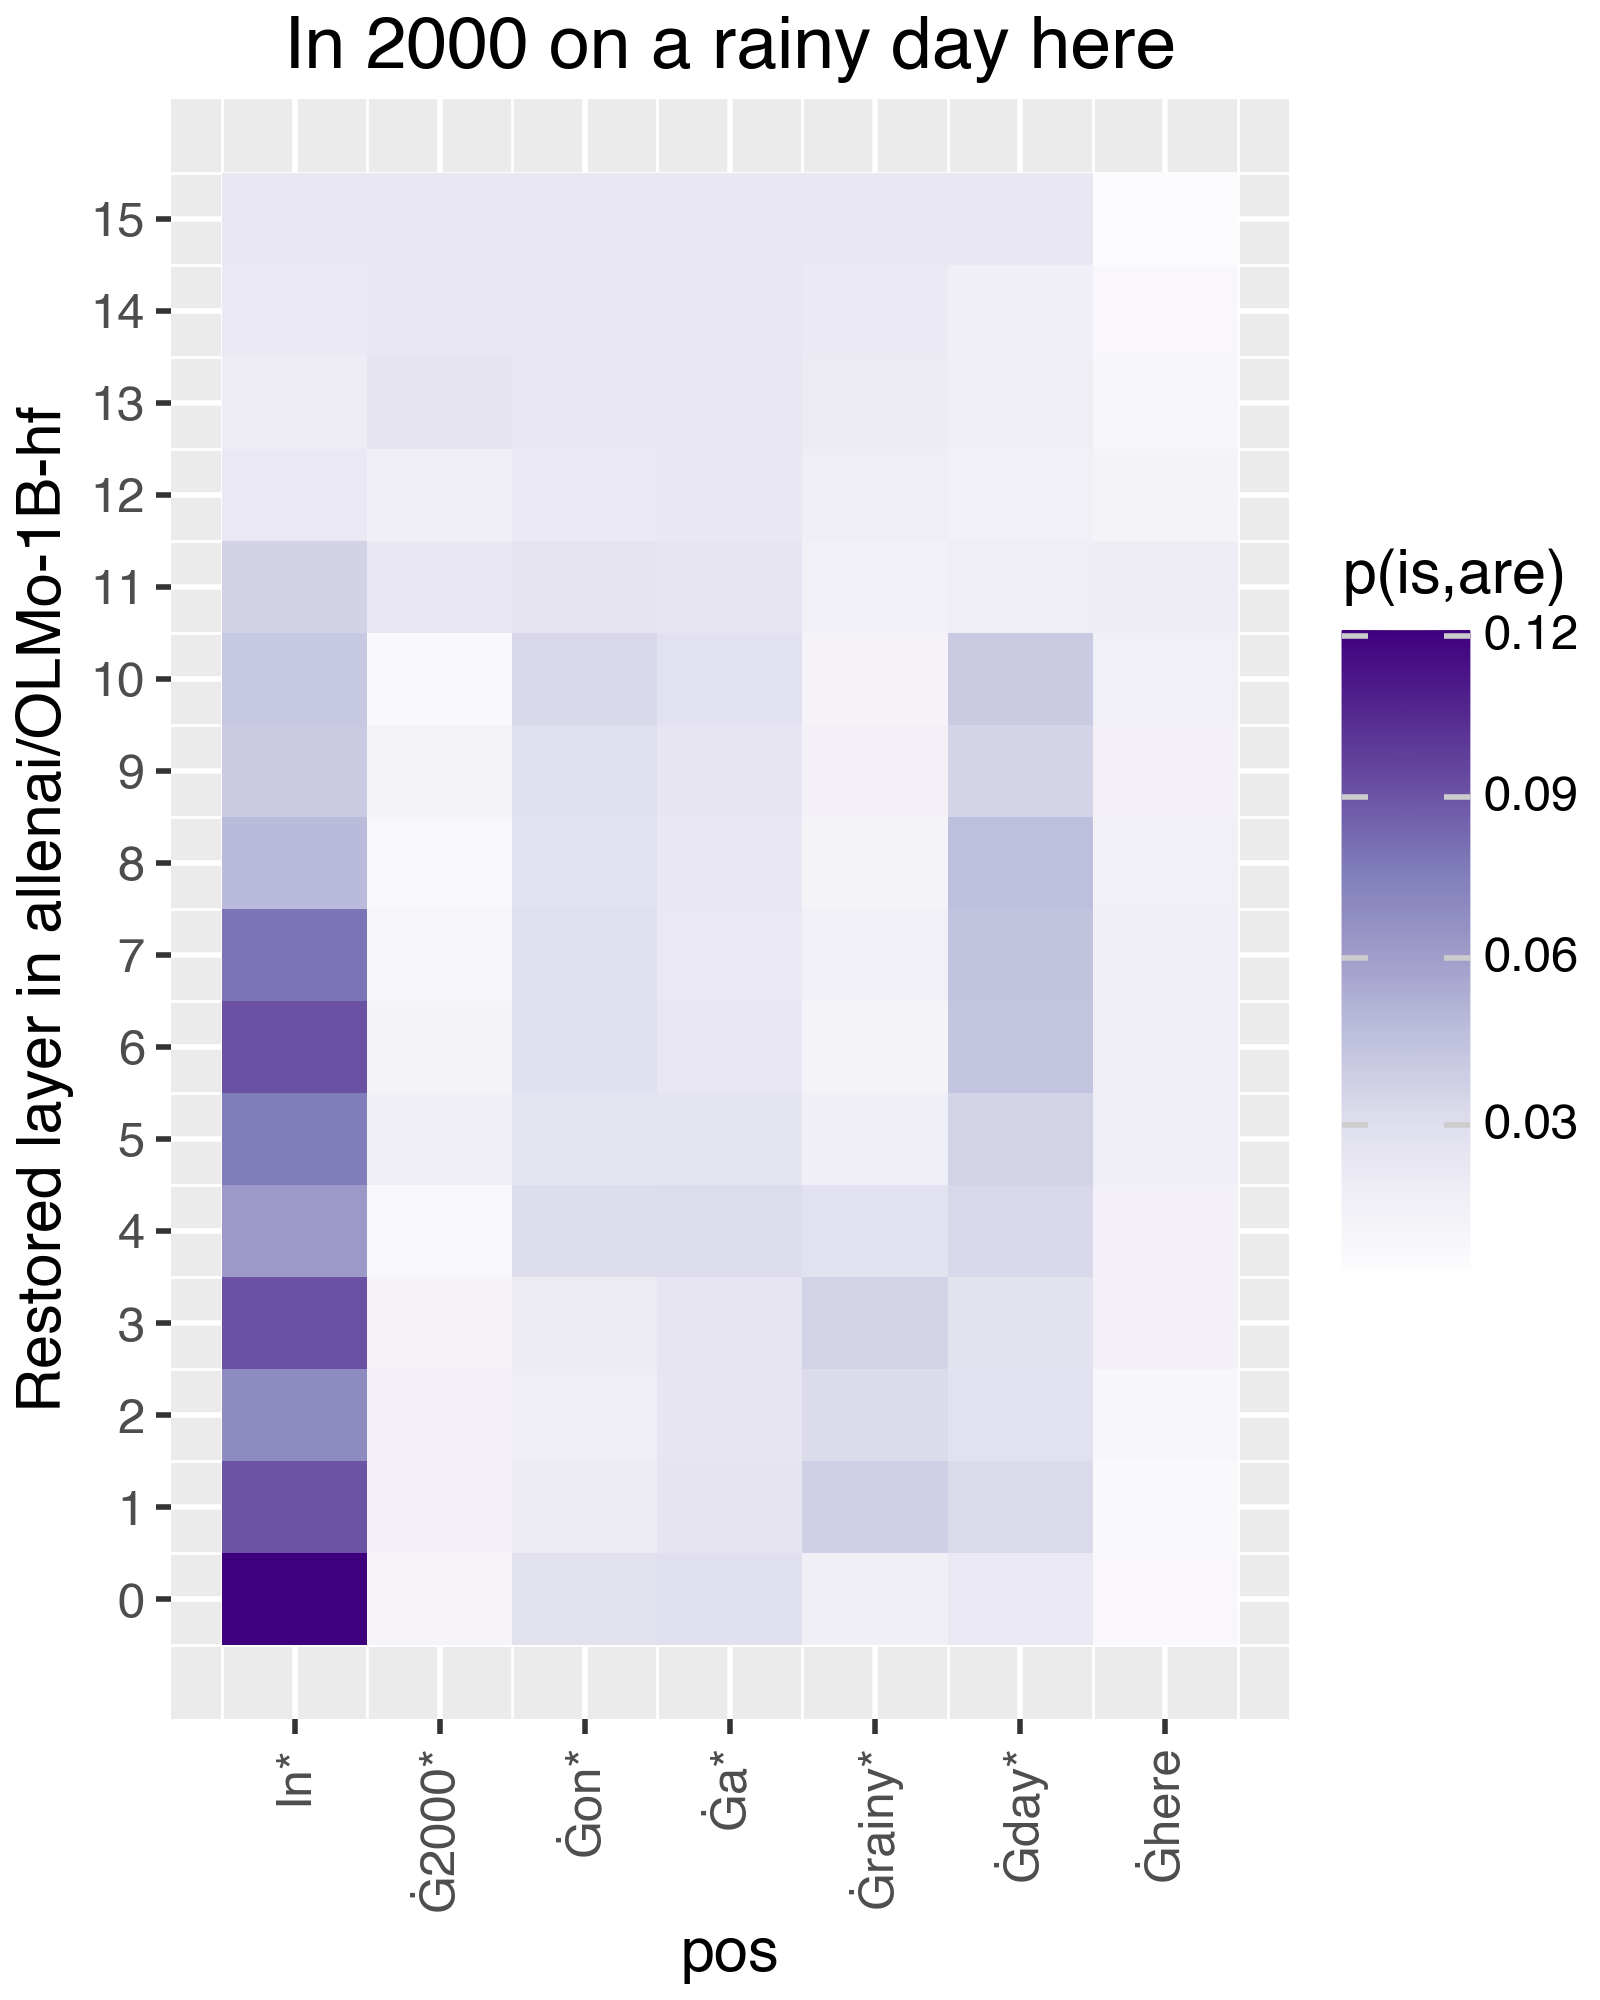 In 2000 on a rainy day here
Restored layer in allenai/OLMo-1B-hf
15
14
13
12
11
10
9
8
7
6
5
4
3
2
1
0
In*
Ġ2000*
Ġon*
Ġa*
Ġrainy*
Ġday*
Ġhere
pos
p(is,are)
0.12
0.09
0.06
0.03